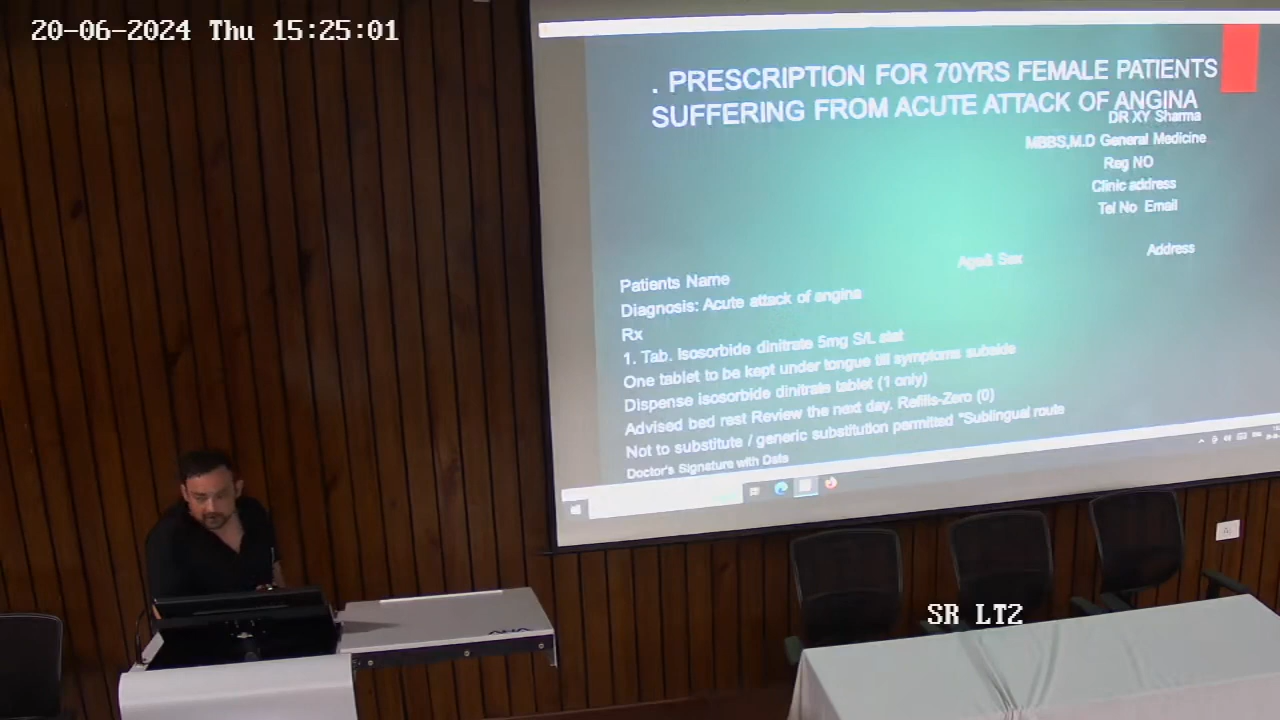 20-06-2024 Thu 15:25:01
. PRESCRIPTION FOR 70YRS FEMALE PATIENTS
SUFFERING FROM ACUTE ATTACK OF ANGINA
DR XY Sharma
MBBS,M.D General Medicine
Reg NO
Clinic address
Tel No Email
Patients Name Age& Sex Address
Diagnosis: Acute attack of angina
Rx
1. Tab. Isosorbide dinitrate 5mg S/L stat
One tablet to be kept under tongue till symptoms subside
Dispense isosorbide dinitrate tablet (1 only)
Advised bed rest Review the next day. Refills-Zero (0)
Not to substitute / generic substitution permitted "Sublingual route
Doctor's Signature with Date
SR LT2